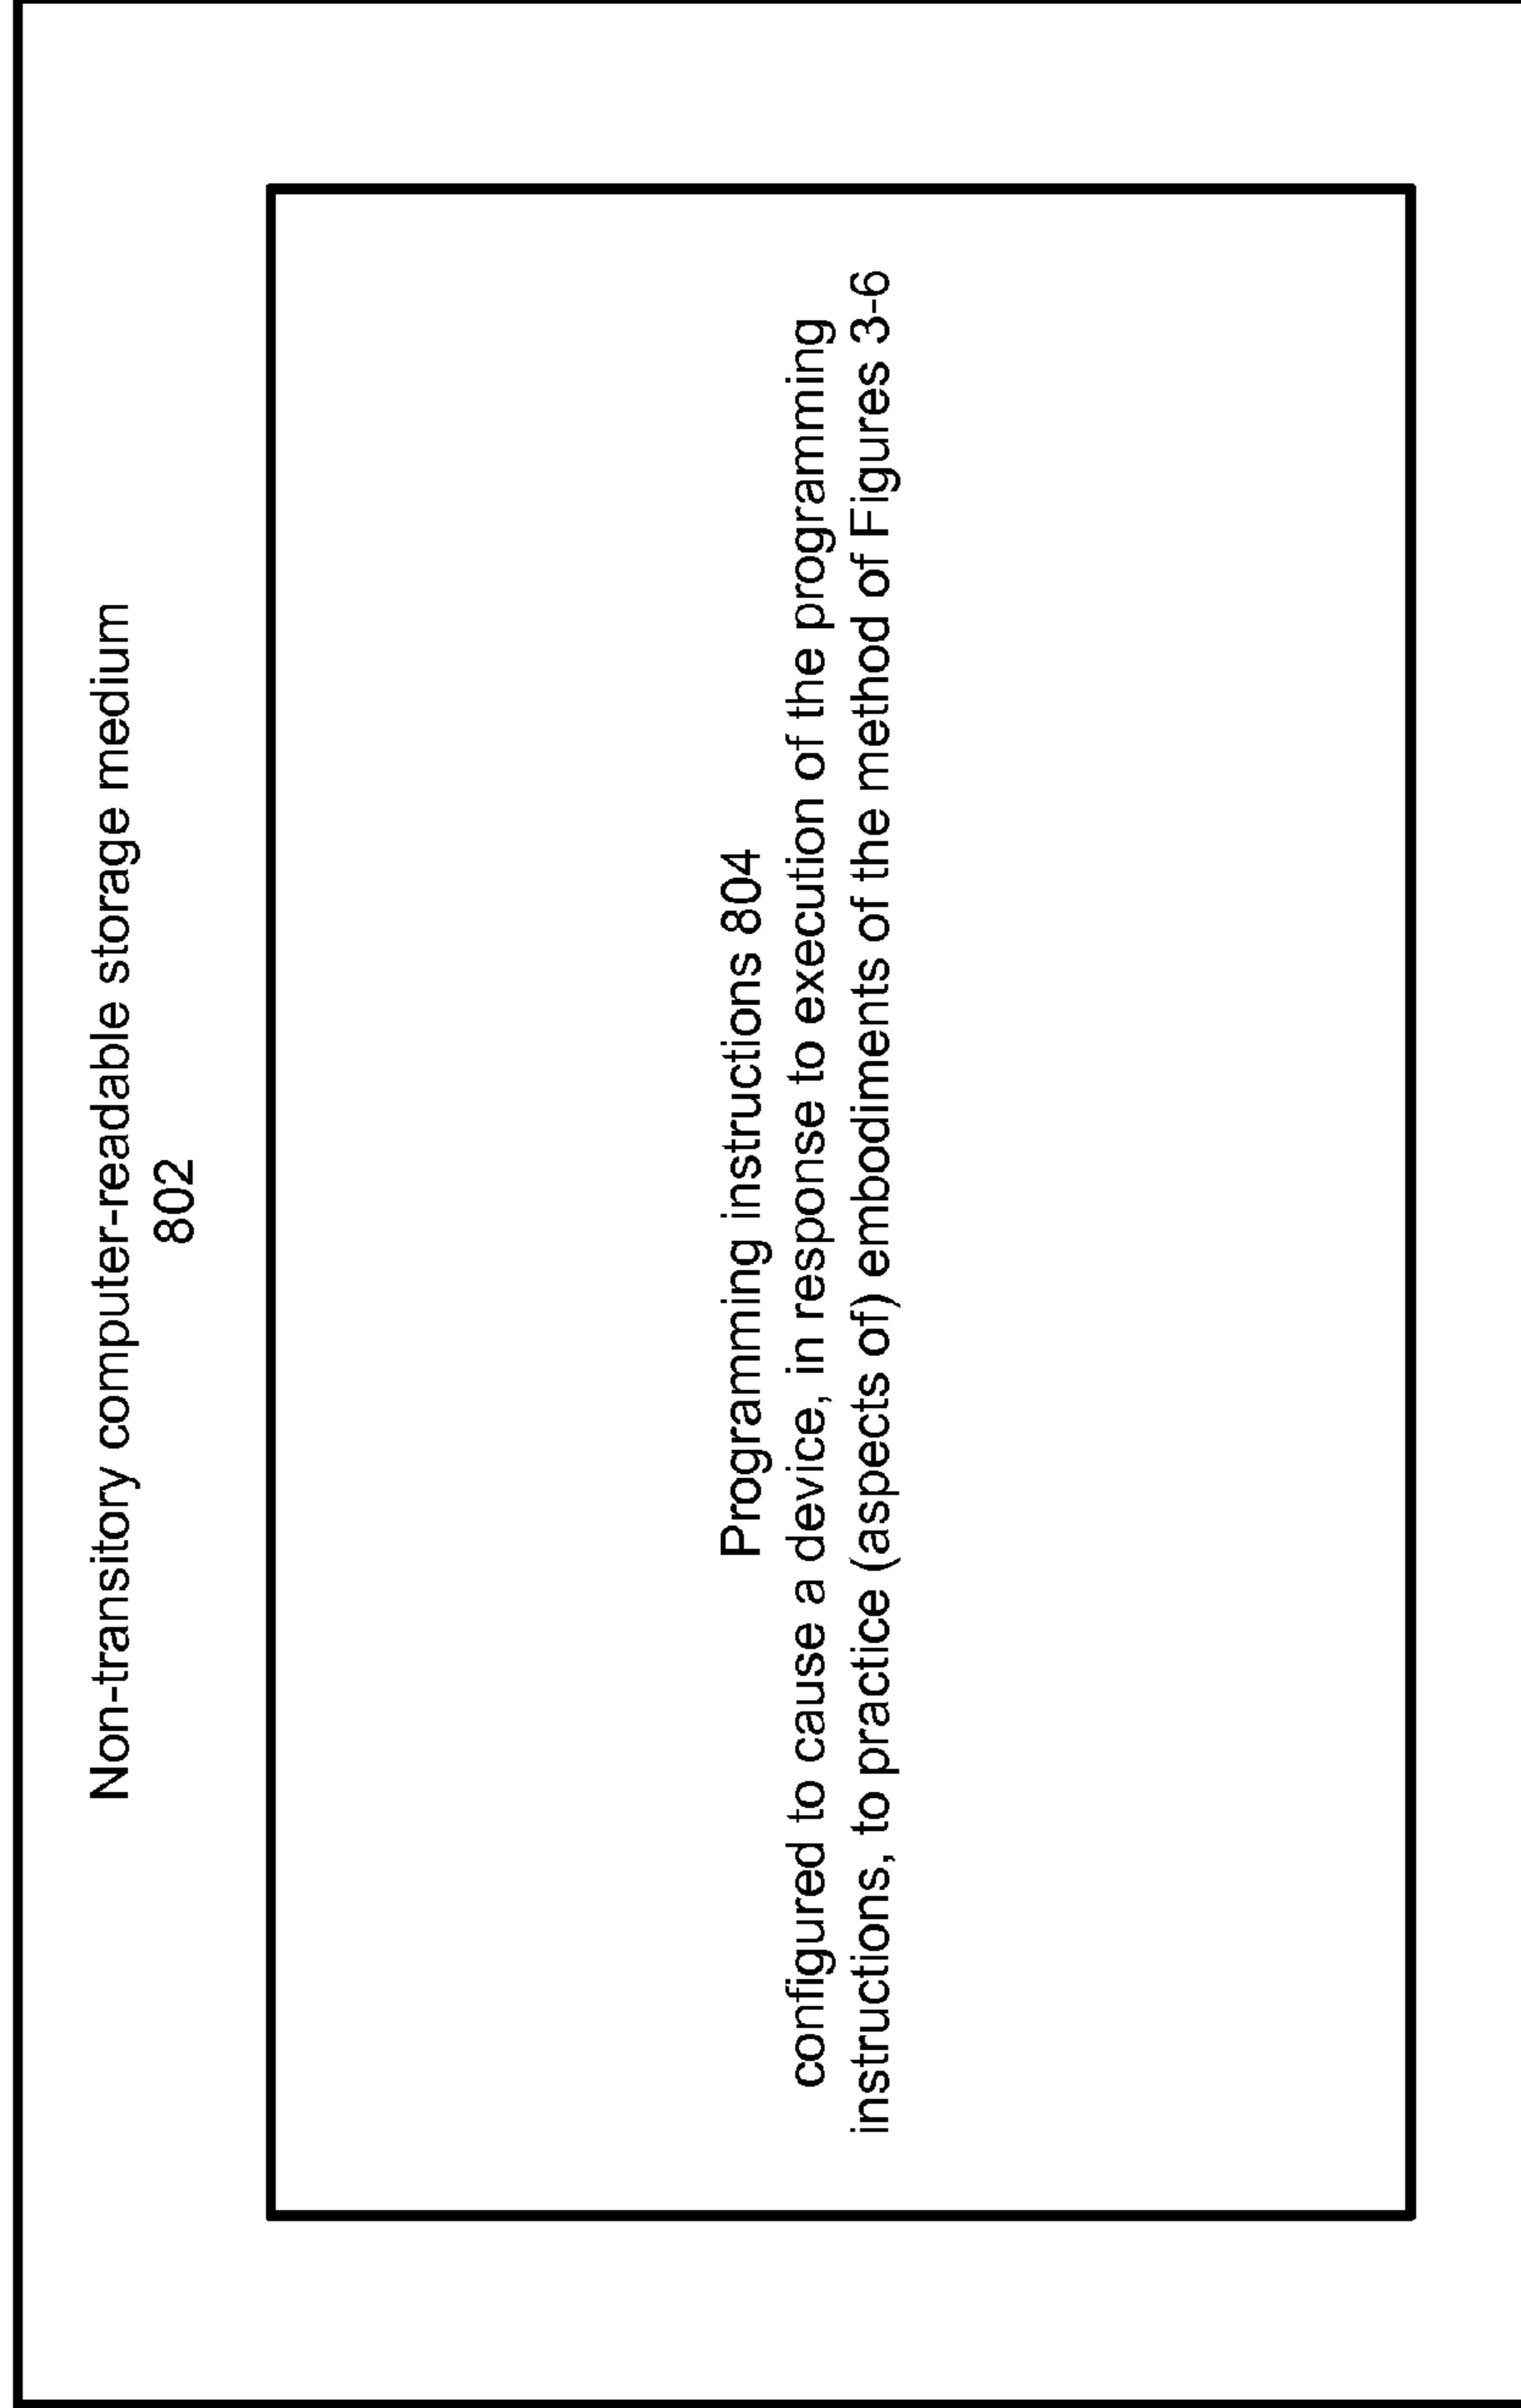 Non-transitory computer-readable storage medium
802
Programming instructions 804
configured to cause a device, in response to execution of the programming
instructions, to practice (aspects of) embodiments of the method of Figures 3-6